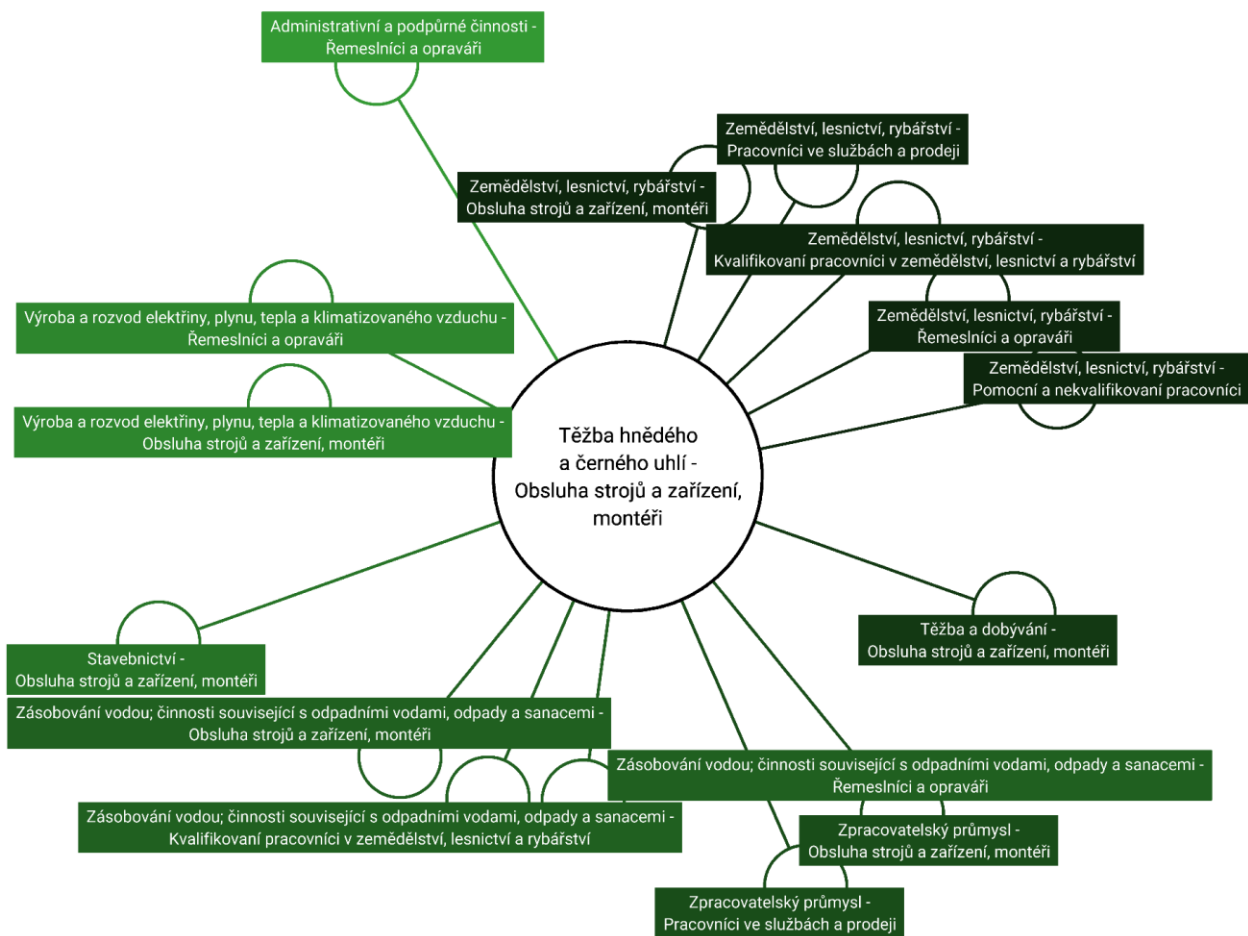 Administrativní a podpůrné činnosti -
Řemeslníci a opraváři
Zemědělství, lesnictví, rybářství -
Pracovníci ve službách a prodeji
Zemědělství, lesnictví, rybářství -
Obsluha strojů a zařízení, montéři
Zemědělství, lesnictví, rybářství -
Kvalifikovaní pracovníci v zemědělství, lesnictví a rybářství
Výroba a rozvod elektřiny, plynu, tepla a klimatizovaného vzduchu -
Řemeslníci a opraváři
Zemědělství, lesnictví, rybářství -
Řemeslníci a opraváři
Zemědělství, lesnictví, rybářství -
Pomocní a nekvalifikovaní pracovníci
Výroba a rozvod elektřiny, plynu, tepla a klimatizovaného vzduchu -
Obsluha strojů a zařízení, montéři
Těžba hnědého
a černého uhlí -
Obsluha strojů a zařízení,
montéři
Těžba a dobývání -
Obsluha strojů a zařízení, montéři
Stavebnictví -
Obsluha strojů a zařízení, montéři
Zásobování vodou; činnosti související s odpadními vodami, odpady a sanacemi -
Obsluha strojů a zařízení, montéři
Zásobování vodou; činnosti související s odpadními vodami, odpady a sanacemi -
Řemeslníci a opraváři
Zásobování vodou; činnosti související s odpadními vodami, odpady a sanacemi -
Kvalifikovaní pracovníci v zemědělství, lesnictví a rybářství
Zpracovatelský průmysl -
Obsluha strojů a zařízení, montéři
Zpracovatelský průmysl -
Pracovníci ve službách a prodeji